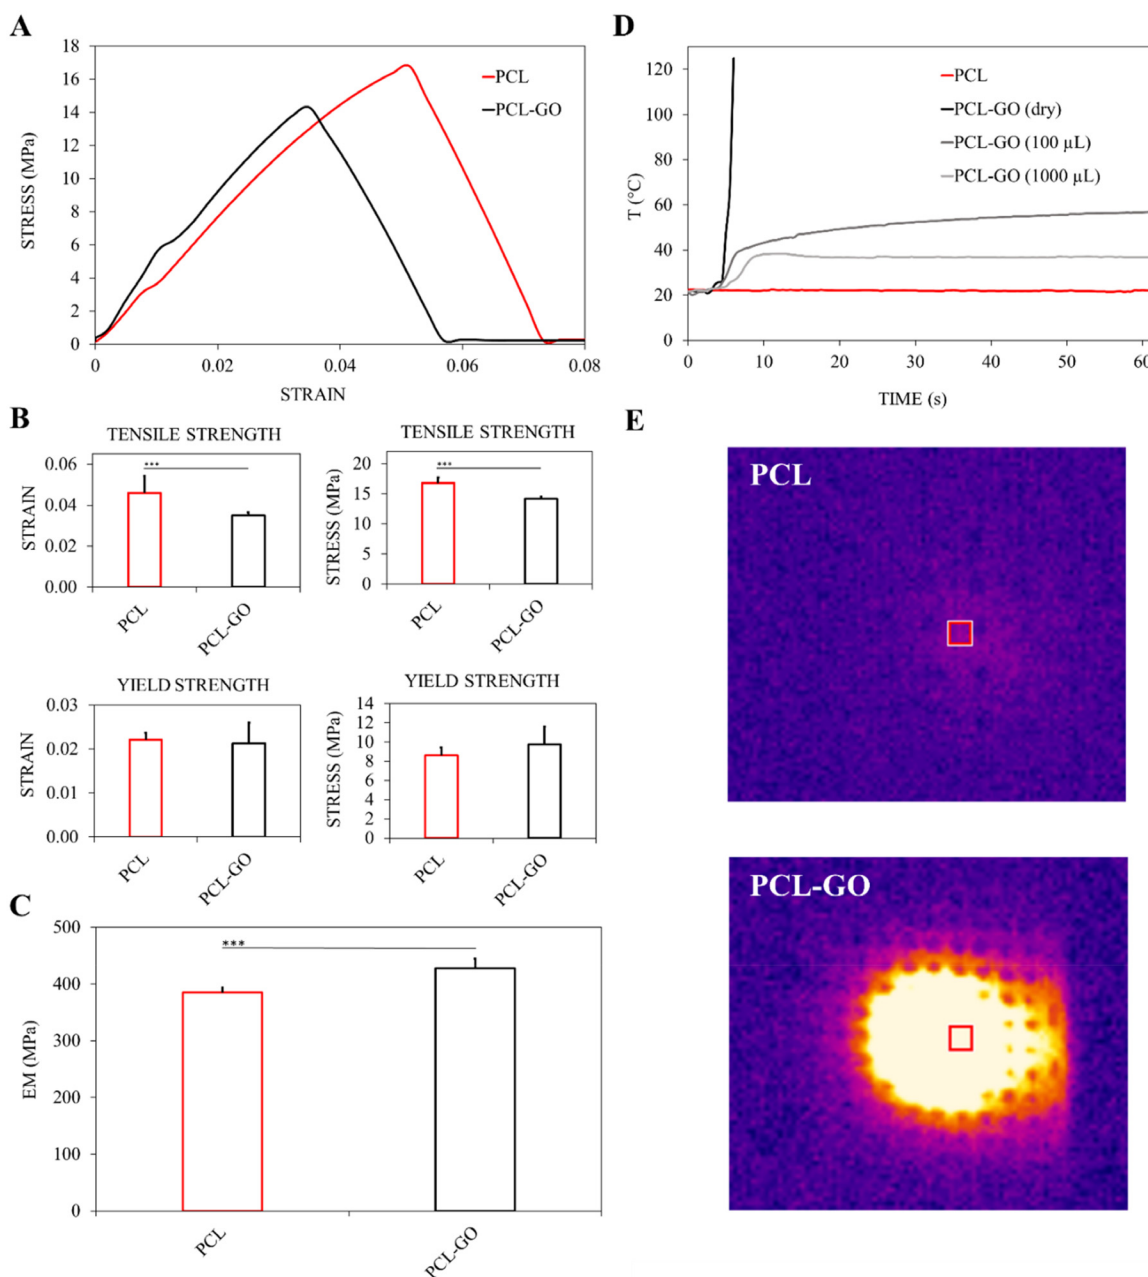 A
18
16
14
12
10
8
6
4
2
0
STRESS (MPa)
PCL
PCL-GO
0
0.02
0.04
0.06
0.08
STRAIN
D
120
100
80
60
40
20
0
T (°C)
PCL
PCL-GO (dry)
PCL-GO (100 µL)
PCL-GO (1000 µL)
0
10
20
30
40
50
60
TIME (s)
B
TENSILE STRENGTH
0.06
0.04
0.02
0.00
STRAIN
***
PCL
PCL-GO
TENSILE STRENGTH
20
15
10
5
0
STRESS (MPa)
***
PCL
PCL-GO
YIELD STRENGTH
0.03
0.02
0.01
0.00
STRAIN
PCL
PCL-GO
YIELD STRENGTH
14
12
10
8
6
4
2
0
STRESS (MPa)
PCL
PCL-GO
C
500
400
300
200
100
0
EM (MPa)
***
PCL
PCL-GO
E
PCL
PCL-GO